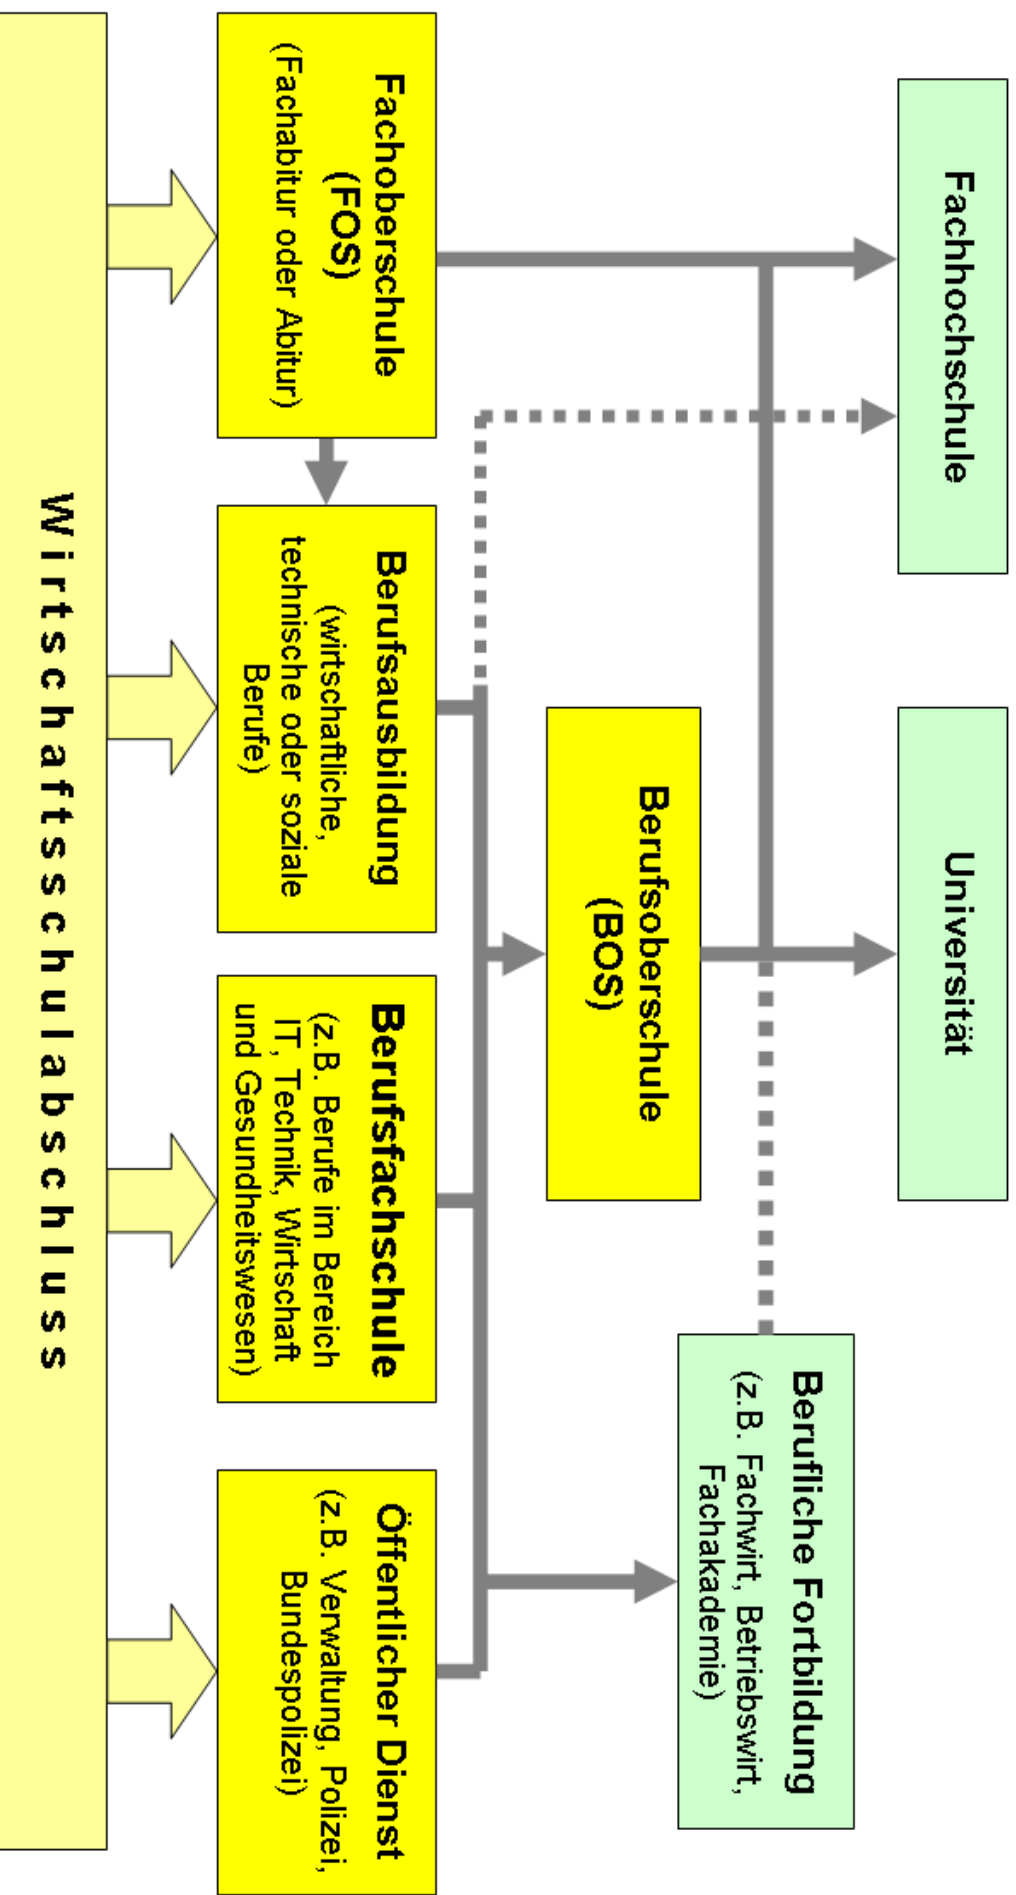 Fachhochschule
Universität
Berufliche Fortbildung
(z.B. Fachwirt, Betriebswirt,
Fachakademie)
Berufsoberschule
(BOS)
Fachoberschule
(FOS)
(Fachabitur oder Abitur)
Berufsausbildung
(wirtschaftliche,
technische oder soziale
Berufe)
Berufsfachschule
(z.B. Berufe im Bereich
IT, Technik, Wirtschaft
und Gesundheitswesen)
Öffentlicher Dienst
(z.B. Verwaltung, Polizei,
Bundespolizei)
Wirtschaftsschulabschluss